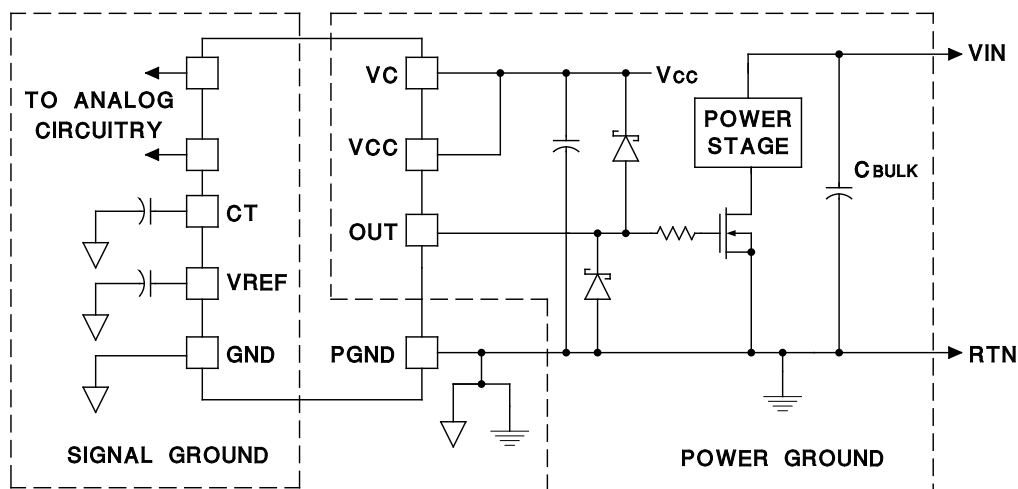 VIN
VC
Vcc
TO ANALOG
CIRCUITRY
POWER
STAGE
VCC
CBULK
CT
OUT
VREF
GND
PGND
RTN
SIGNAL GROUND
POWER GROUND